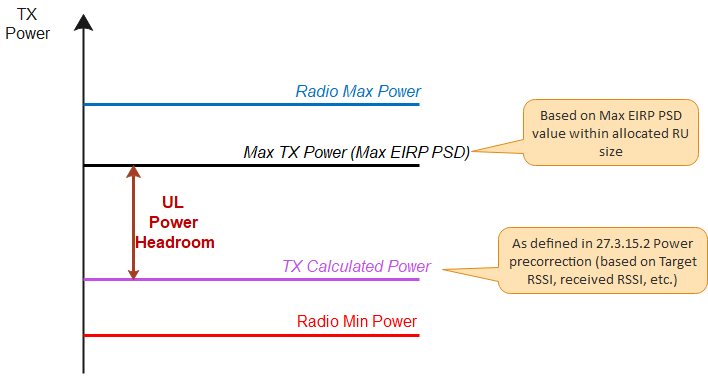 TX
Power
Radio Max Power
Based on Max EIRP PSD
value within allocated RU
size
Max TX Power (Max EIRP PSD)
UL
Power
Headroom
As defined in 27.3.15.2 Power
precorrection (based on Target
RSSI, received RSSI, etc.)
TX Calculated Power
Radio Min Power